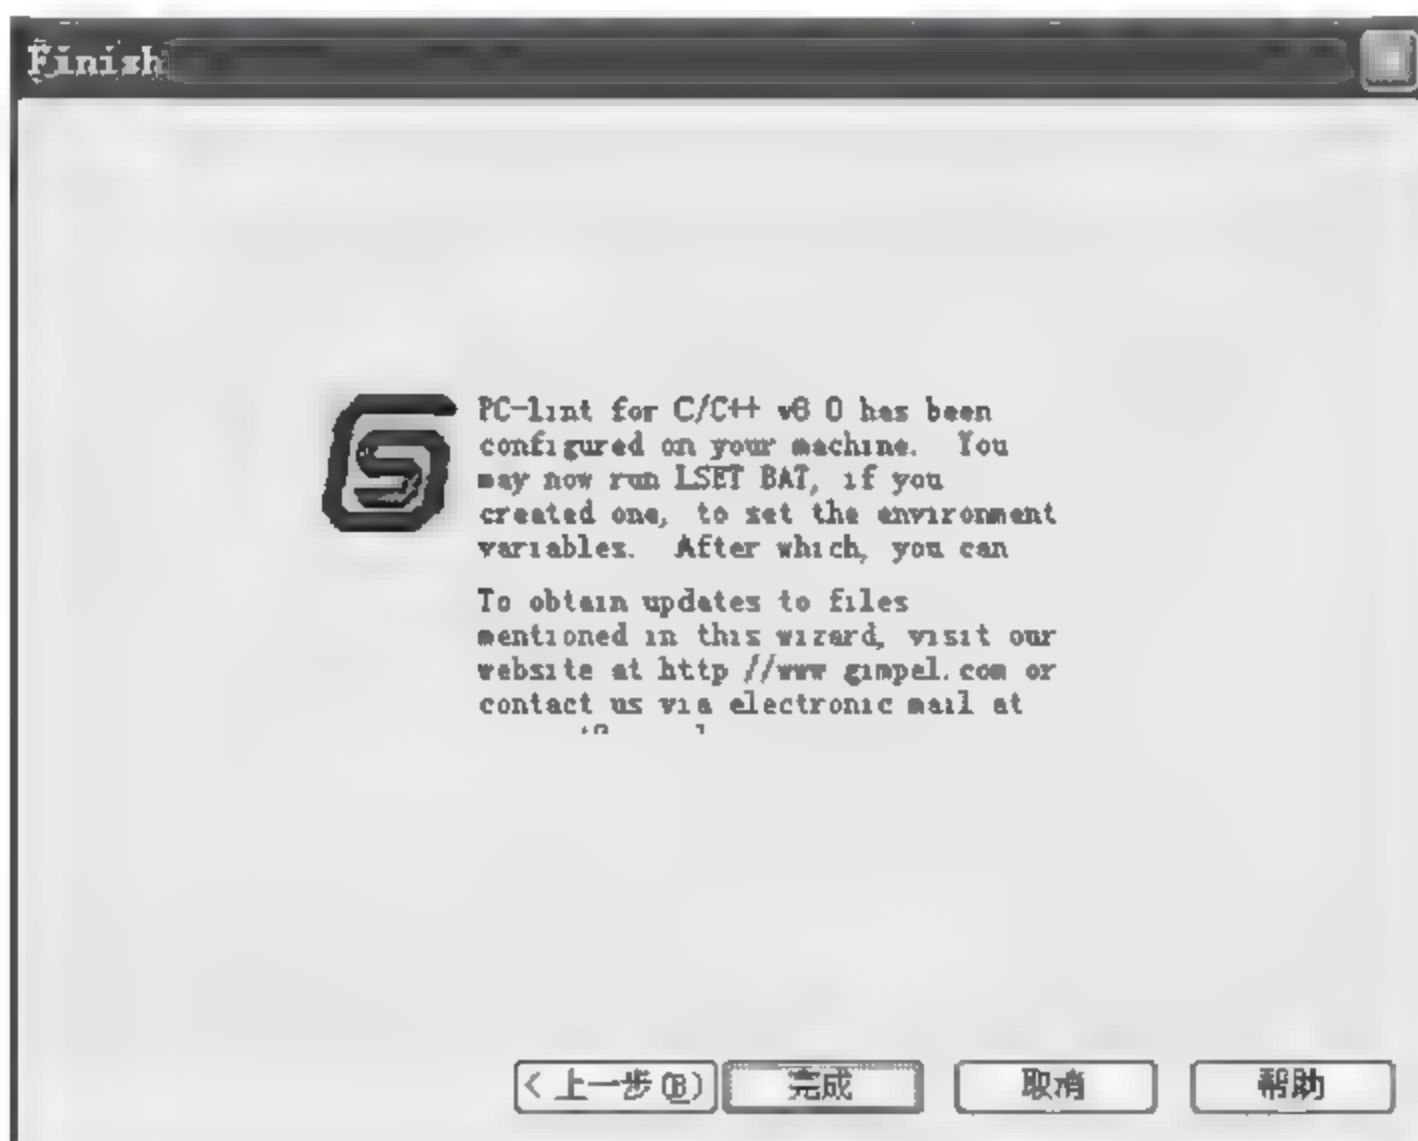 Finish
PC-lint for C/C++ v8 0 has been
configured on your machine. You
may now run LSET BAT, if you
created one, to set the environment
variables. After which, you can
To obtain updates to files
mentioned in this wizard, visit our
website at http //www gimpel.com or
contact us via electronic mail at
< 上一步(B) 完成 取消 帮助